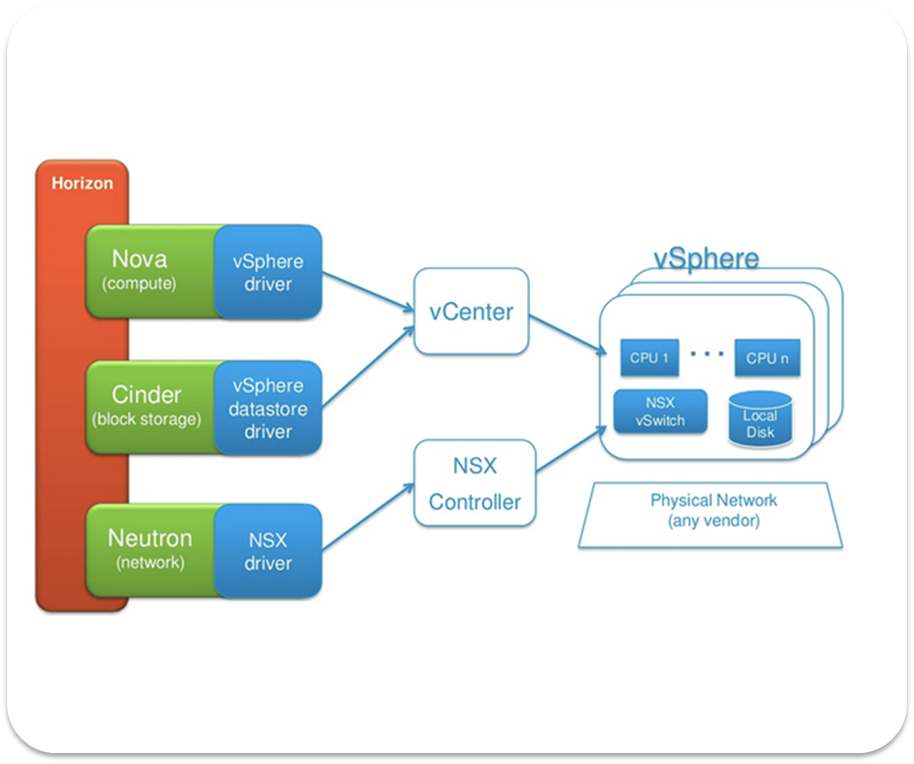 Horizon
Nova
(compute)
vSphere
driver
Cinder
(block storage)
vSphere
datastore
driver
Neutron
(network)
NSX
driver
vCenter
NSX
Controller
vSphere
CPU 1
CPU n
NSX
vSwitch
Local
Disk
Physical Network
(any vendor)